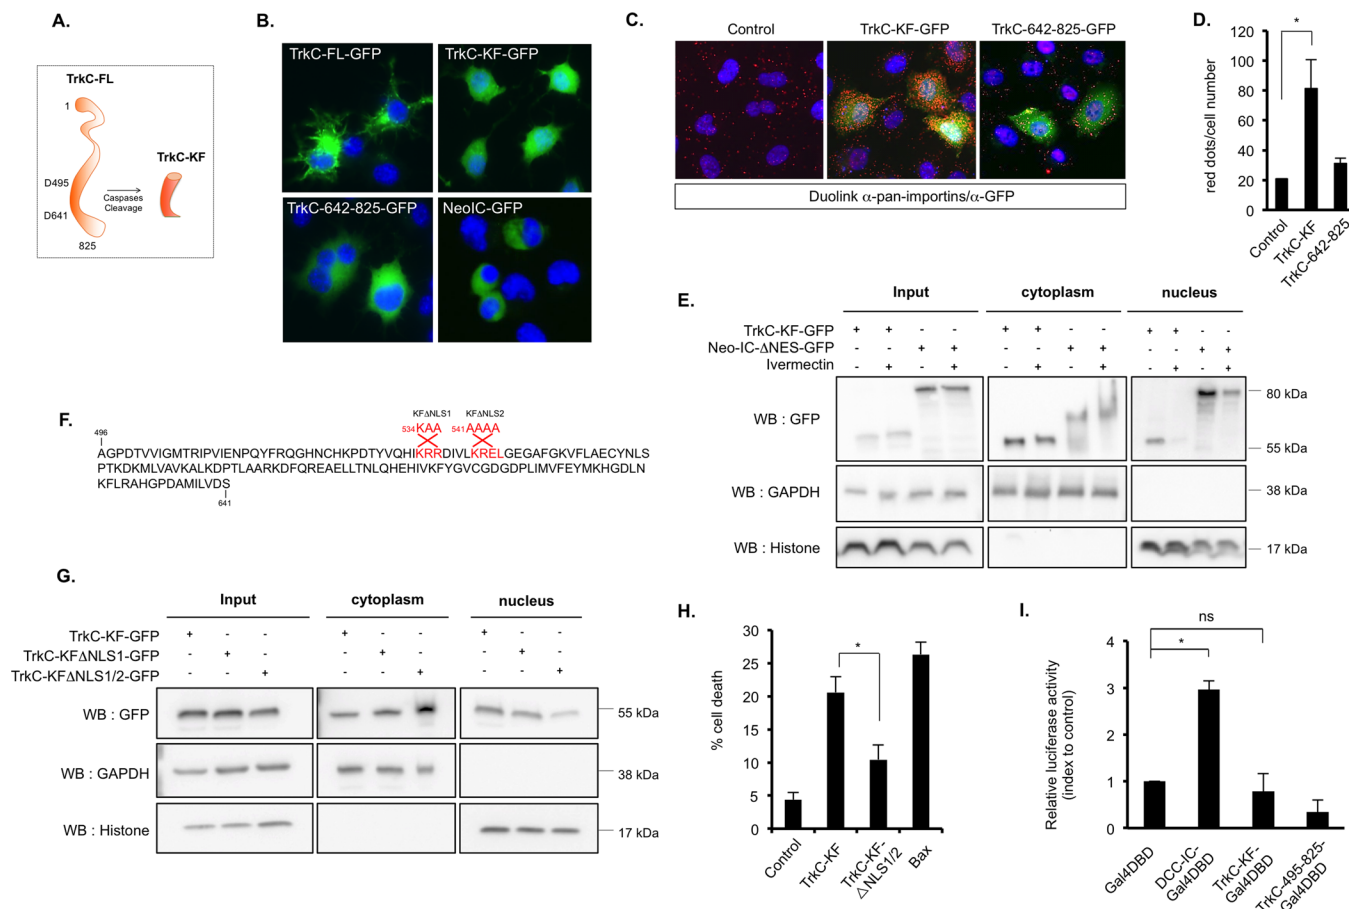 A.
TrkC-FL
1
TrkC-KF
D495
Caspases
Cleavage
D641
825
B.
TrkC-FL-GFP
TrkC-KF-GFP
TrkC-642-825-GFP
NeoIC-GFP
C.
Control
TrkC-KF-GFP
TrkC-642-825-GFP
Duolink α-pan-importins/α-GFP
D.
red dots/cell number
120
100
80
60
40
20
0
*
Control
TrkC-KF
TrkC-642-825
E.
Input
cytoplasm
nucleus
TrkC-KF-GFP + + - - + + - - + + - -
Neo-IC-ΔNES-GFP - - + + - - + + - - + +
Ivermectin - + - + - + - + - + - +
WB : GFP
80 kDa
55 kDa
WB : GAPDH
38 kDa
WB : Histone
17 kDa
F.
KFΔNLS1 KFΔNLS2
534KAA 541AAAA
496
AGPDTVVIGMTRIPVIENPQYFRQGHNCHKPDTYVQHIKRRDIVLKRELGEGAFGKVFLAECYNLS
PTKDKMLVAVKALKDPTLAARKDFQREAELLTNLQHEHIVKFYGVCGDGDPLIMVFEYMKHGDLN
KFLRAHGPDAMILVDS
641
G.
Input
cytoplasm
nucleus
TrkC-KF-GFP + - - + - - + - -
TrkC-KFΔNLS1-GFP - + - - + - - + -
TrkC-KFΔNLS1/2-GFP - - + - - + - - +
WB : GFP
55 kDa
WB : GAPDH
38 kDa
WB : Histone
17 kDa
H.
% cell death
30
25
20
15
10
5
0
*
Control
TrkC-KF
TrkC-KF-
△NLS1/2
Bax
I.
Relative luciferase activity
(index to control)
4
3
2
1
0
ns
*
Gal4DBD
DCC-IC-
Gal4DBD
TrkC-KF-
Gal4DBD
TrkC-495-825-
Gal4DBD